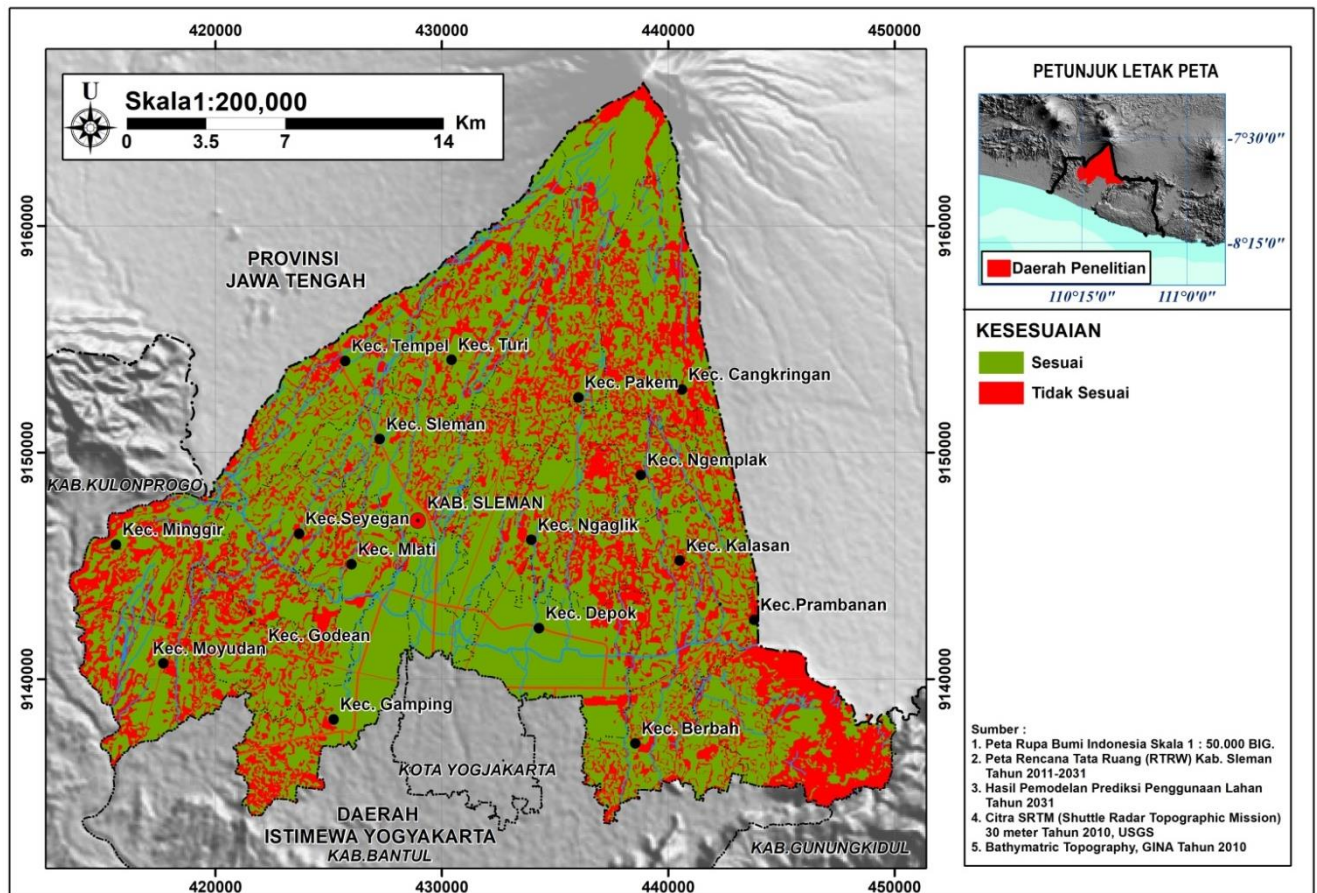 420000 430000 440000 450000
U
Skala1:200,000
Km
0 3.5 7 14
9160000
9150000
9140000
9160000
9150000
9140000
PROVINSI
JAWA TENGAH
Kec. Tempel
Kec. Turi
Kec. Pakem
Kec. Cangkringan
Kec. Sleman
Kec. Ngemplak
KAB.KULONPROGO
KAB. SLEMAN
Kec. Minggir
Kec.Seyegan
Kec. Ngaglik
Kec. Mlati
Kec. Kalasan
Kec.Prambanan
Kec. Depok
Kec. Godean
Kec. Moyudan
Kec. Gamping
Kec. Berbah
KOTA YOGJAKARTA
DAERAH
ISTIMEWA YOGYAKARTA
KAB.BANTUL
KAB.GUNUNGKIDUL
420000 430000 440000 450000
PETUNJUK LETAK PETA
-7°30'0"
-8°15'0"
Daerah Penelitian
110°15'0" 111°0'0"
KESESUAIAN
Sesuai
Tidak Sesuai
Sumber :
1. Peta Rupa Bumi Indonesia Skala 1 : 50.000 BIG.
2. Peta Rencana Tata Ruang (RTRW) Kab. Sleman
Tahun 2011-2031
3. Hasil Pemodelan Prediksi Penggunaan Lahan
Tahun 2031
4. Citra SRTM (Shuttle Radar Topographic Mission)
30 meter Tahun 2010, USGS
5. Bathymatric Topography, GINA Tahun 2010